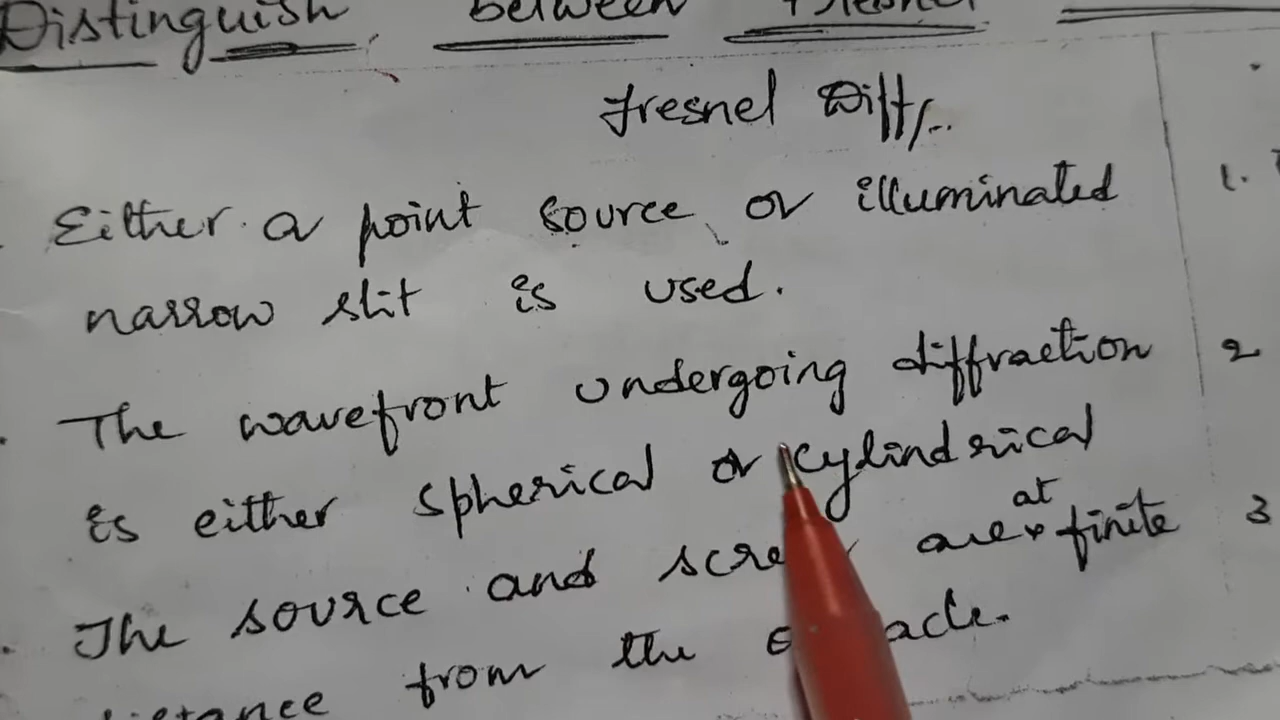 Distinguish between Fresnel
Fresnel Diff..
Either a point source or illuminated 1.
narrow slit is used.
The wavefront undergoing diffraction 2
is either spherical or cylindrical
at
The source and are finite 3
from the